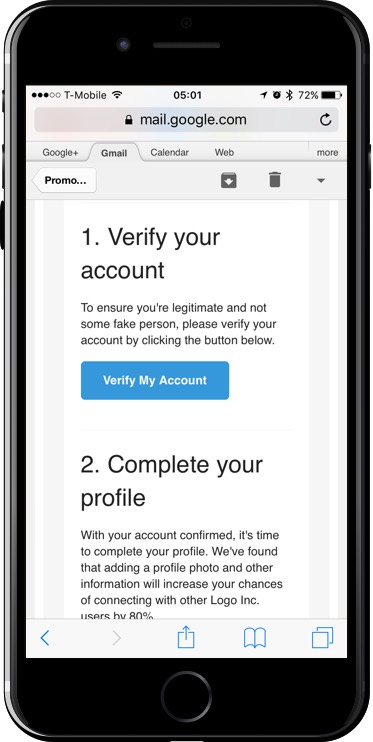 T-Mobile 05:01 72%
mail.google.com
Google+ Gmail Calendar Web more
Promo...
1. Verify your
account
To ensure you're legitimate and not
some fake person, please verify your
account by clicking the button below.
Verify My Account
2. Complete your
profile
With your account confirmed, it's time
to complete your profile. We've found
that adding a profile photo and other
information will increase your chances
of connecting with other Logo Inc.
users by 80%